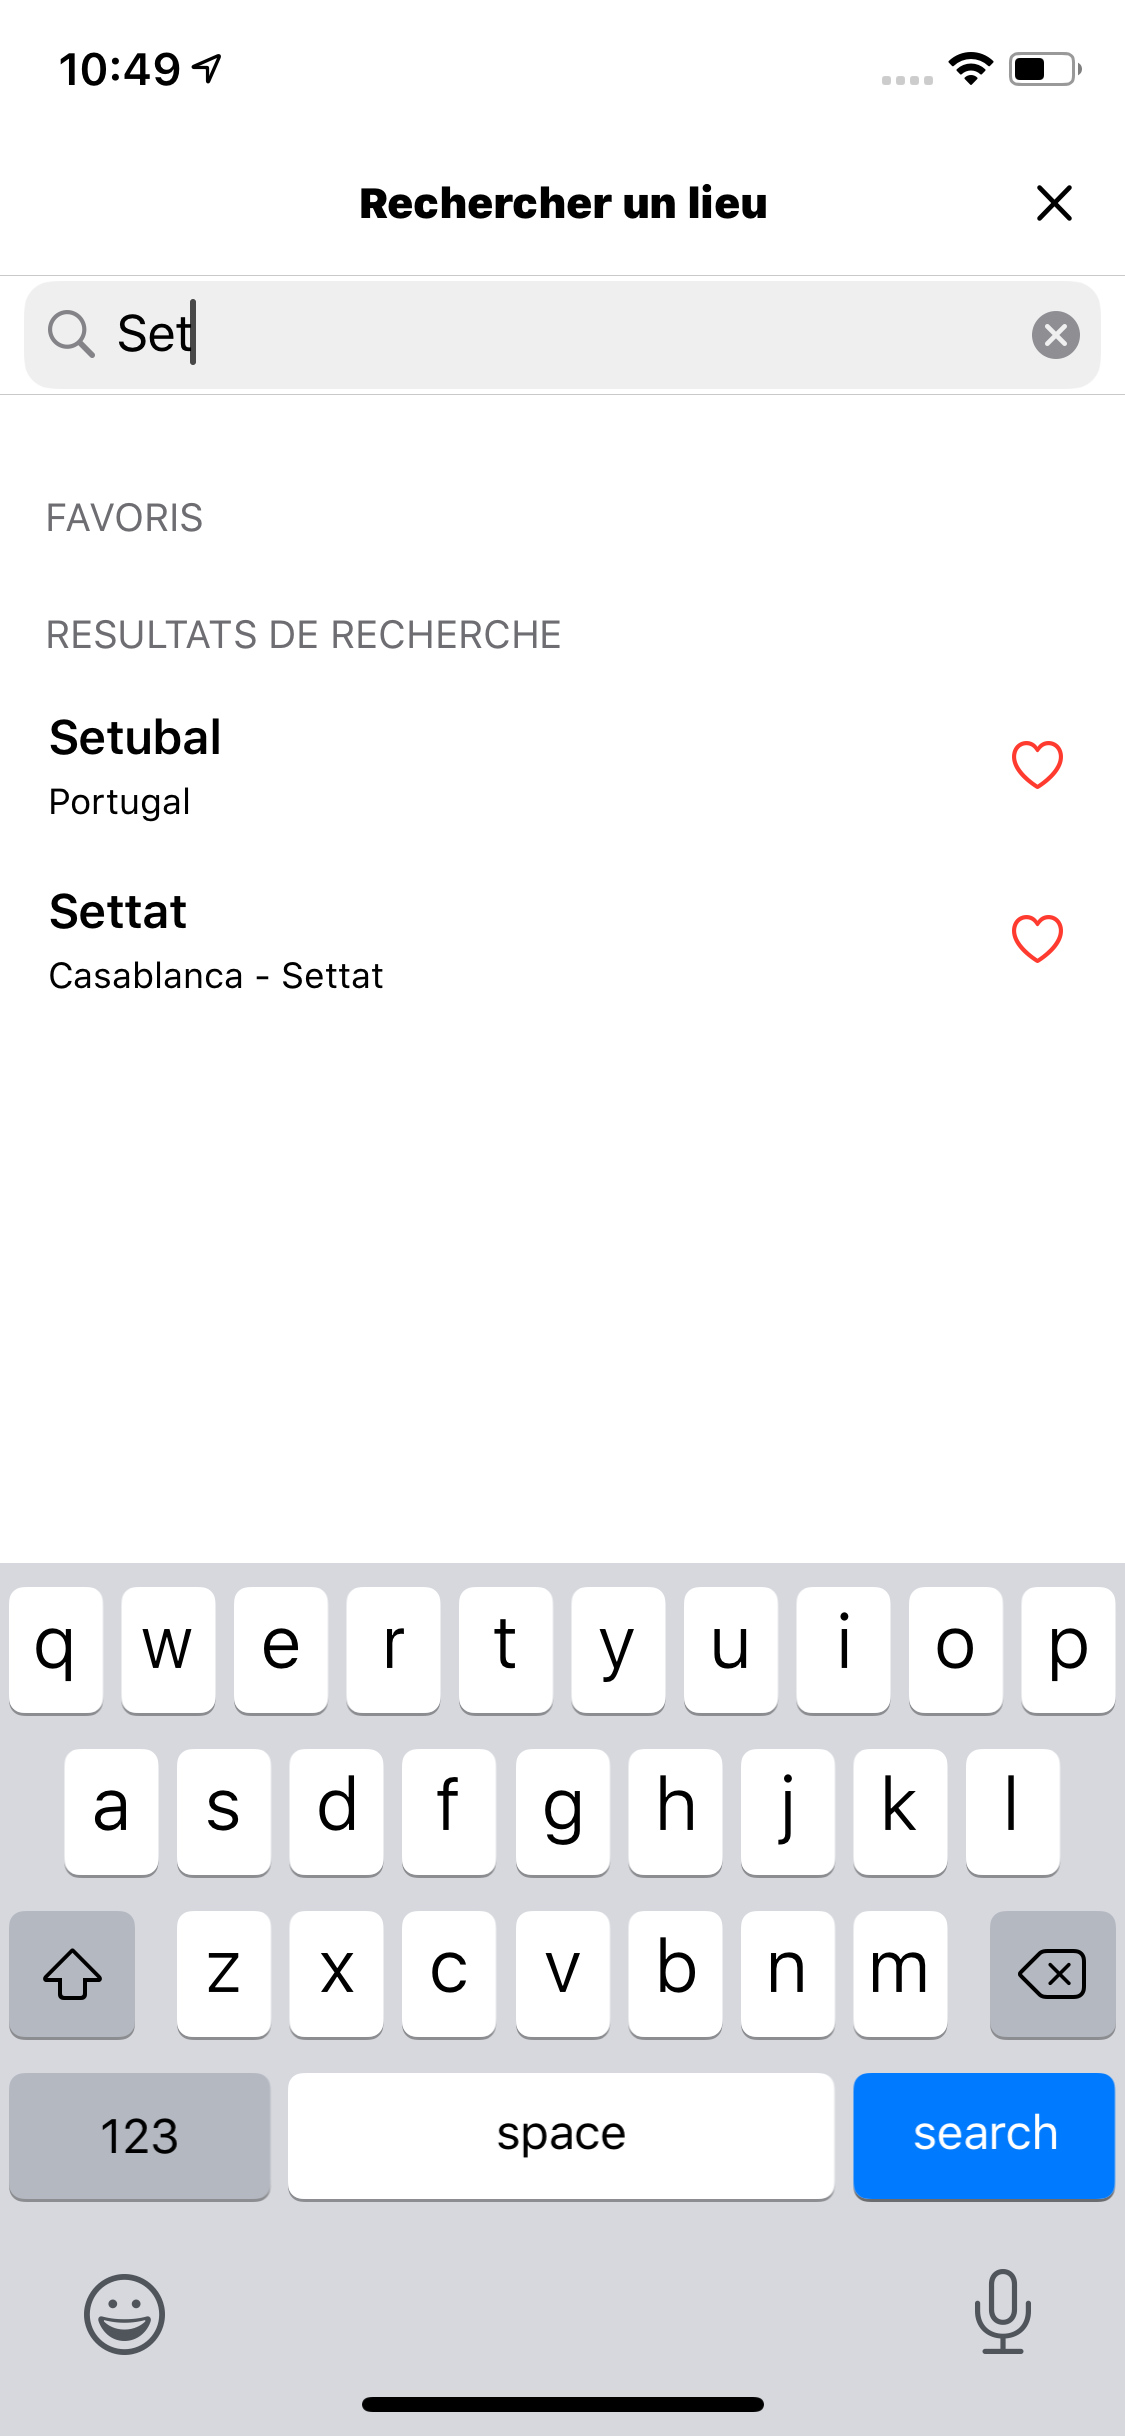 10:49
Rechercher un lieu
Set
FAVORIS
RESULTATS DE RECHERCHE
Setubal
Portugal
Settat
Casablanca - Settat
q w e r t y u i o p
a s d f g h j k l
z x c v b n m
123 space search